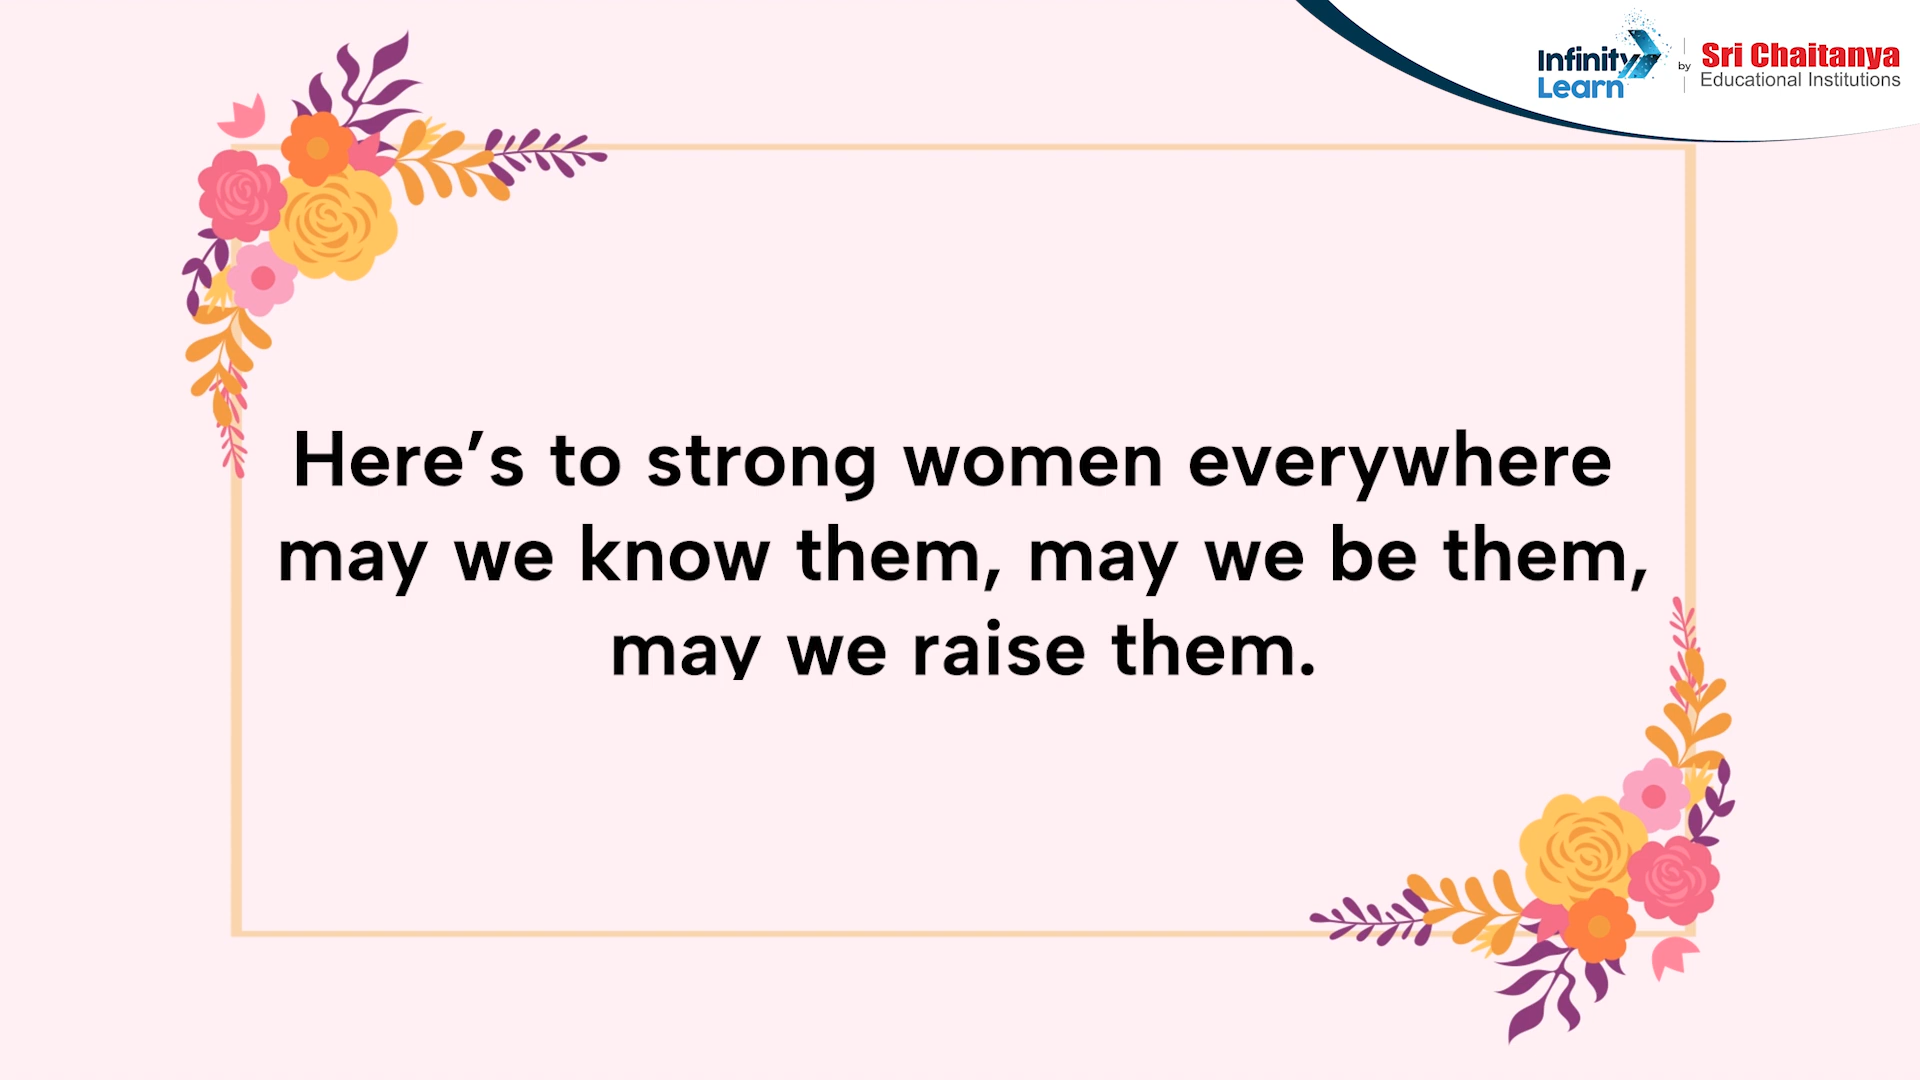 Infinity
Learn
by
Sri Chaitanya
Educational Institutions
Here’s to strong women everywhere
may we know them, may we be them,
may we raise them.